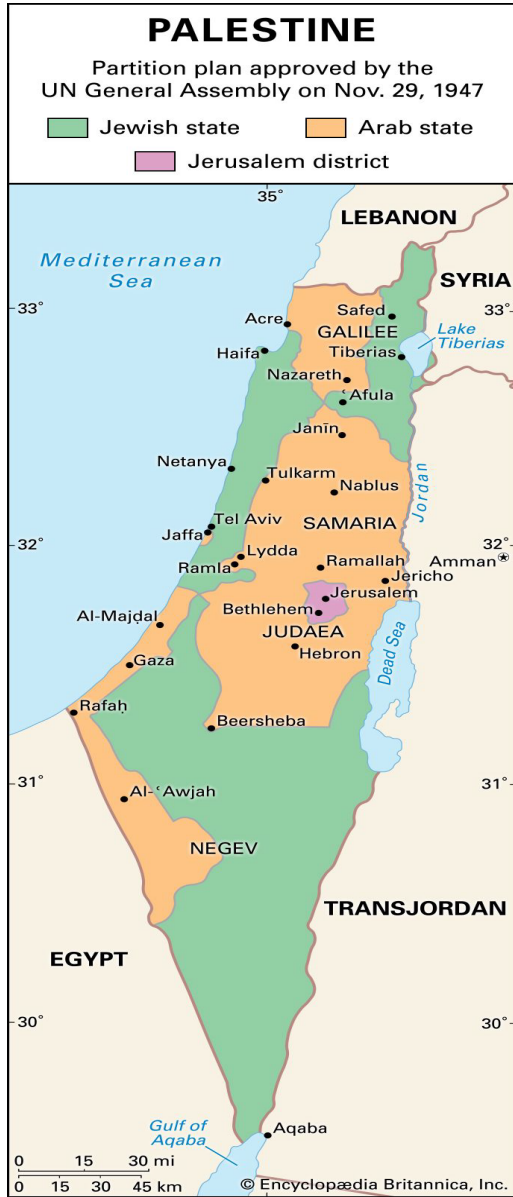 PALESTINE
Partition plan approved by the
UN General Assembly on Nov. 29, 1947
Jewish state
Arab state
Jerusalem district
35°
LEBANON
Mediterranean
Sea
SYRIA
33°
33°
Safed
Acre
GALILEE
Lake
Tiberias
Haifa
Tiberias
Nazareth
ʿAfula
Janīn
Netanya
Tulkarm
Nablus
Jordan
Tel Aviv
SAMARIA
Jaffa
32°
32°
Lydda
Ramla
Ramallah
Amman
Jericho
Jerusalem
Al-Majḍal
Bethlehem
JUDAEA
Dead Sea
Hebron
Gaza
Rafaḥ
Beersheba
31°
31°
Al-ʿAwjah
NEGEV
TRANSJORDAN
EGYPT
30°
30°
Gulf of
Aqaba
Aqaba
0 15 30 mi
0 15 30 45 km
© Encyclopædia Britannica, Inc.